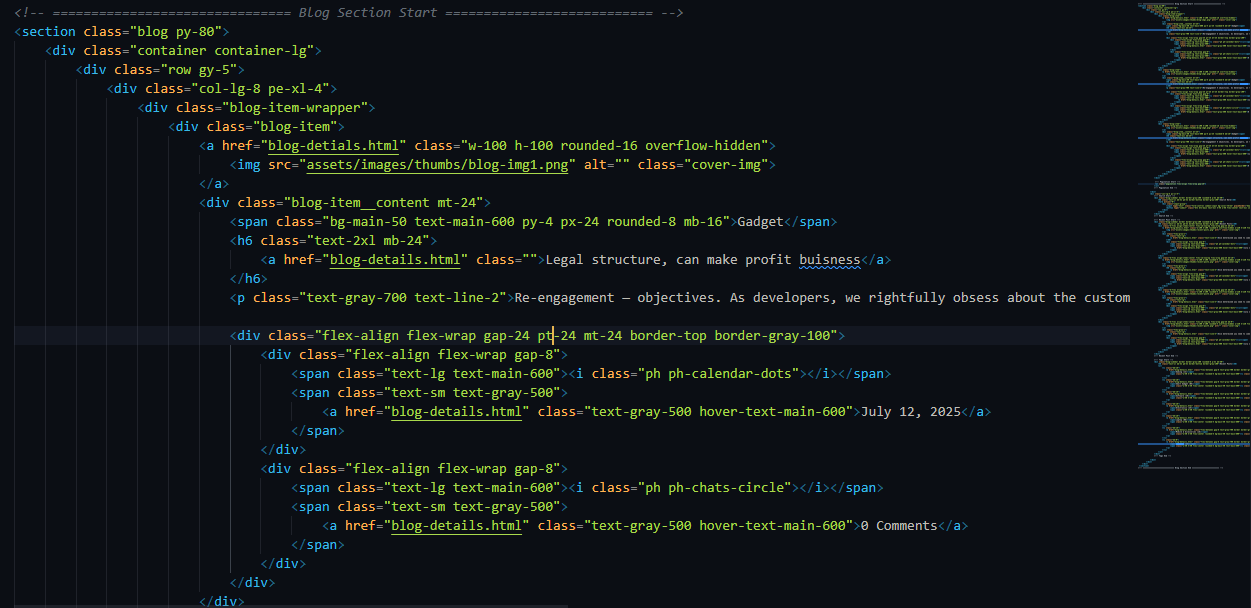 <!-- =============================== Blog Section Start =========================== -->
<section class="blog py-80">
<div class="container container-lg">
<div class="row gy-5">
<div class="col-lg-8 pe-xl-4">
<div class="blog-item-wrapper">
<div class="blog-item">
<a href="blog-detials.html" class="w-100 h-100 rounded-16 overflow-hidden">
<img src="assets/images/thumbs/blog-img1.png" alt="" class="cover-img">
</a>
<div class="blog-item__content mt-24">
<span class="bg-main-50 text-main-600 py-4 px-24 rounded-8 mb-16">Gadget</span>
<h6 class="text-2xl mb-24">
<a href="blog-details.html" class="">Legal structure, can make profit buisness</a>
</h6>
<p class="text-gray-700 text-line-2">Re-engagement — objectives. As developers, we rightfully obsess about the custom
<div class="flex-align flex-wrap gap-24 pt-24 mt-24 border-top border-gray-100">
<div class="flex-align flex-wrap gap-8">
<span class="text-lg text-main-600"><i class="ph ph-calendar-dots"></i></span>
<span class="text-sm text-gray-500">
<a href="blog-details.html" class="text-gray-500 hover-text-main-600">July 12, 2025</a>
</span>
</div>
<div class="flex-align flex-wrap gap-8">
<span class="text-lg text-main-600"><i class="ph ph-chats-circle"></i></span>
<span class="text-sm text-gray-500">
<a href="blog-details.html" class="text-gray-500 hover-text-main-600">0 Comments</a>
</span>
</div>
</div>
</div>